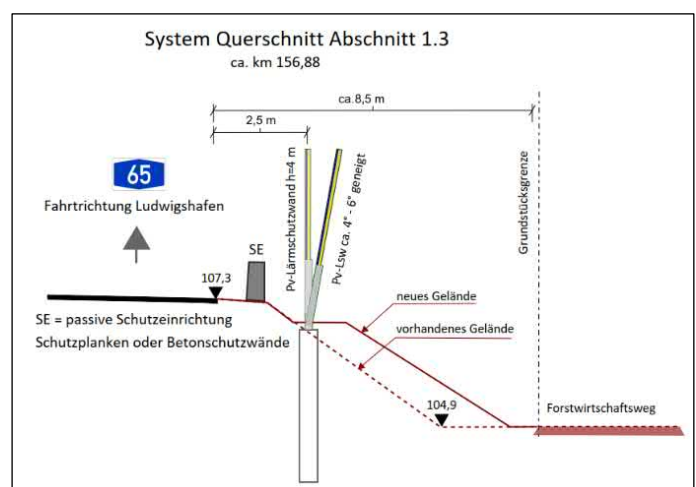 System Querschnitt Abschnitt 1.3
ca. km 156,88
ca.8,5 m
2,5 m
65
Fahrtrichtung Ludwigshafen
SE
Pv-Lärmschutzwand h=4 m
Pv-Lsw ca. 4° - 6° geneigt
Grundstücksgrenze
107,3
neues Gelände
SE = passive Schutzeinrichtung
vorhandenes Gelände
Schutzplanken oder Betonschutzwände
104,9
Forstwirtschaftsweg